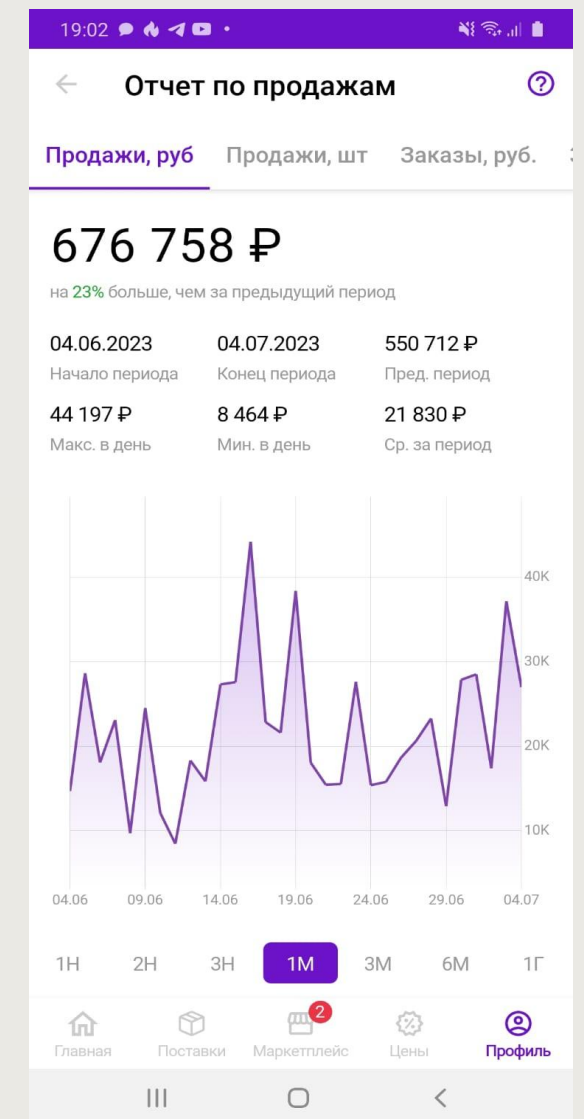 19:02
Отчет по продажам
Продажи, руб Продажи, шт Заказы, руб.
676 758 ₽
на 23% больше, чем за предыдущий период
04.06.2023 04.07.2023 550 712 ₽
Начало периода Конец периода Пред. период
44 197 ₽ 8 464 ₽ 21 830 ₽
Макс. в день Мин. в день Ср. за период
40K
30K
20K
10K
04.06 09.06 14.06 19.06 24.06 29.06 04.07
1Н 2Н 3Н 1М 3М 6М 1Г
2
Главная Поставки Маркетплейс Цены Профиль